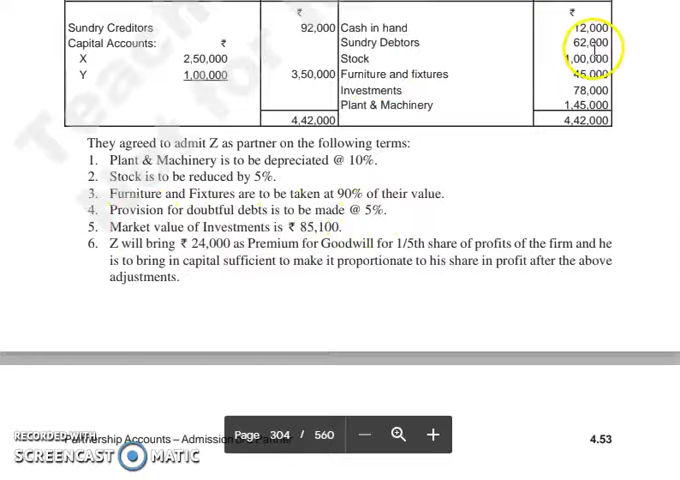 ₹ ₹
Sundry Creditors 92,000 Cash in hand 12,000
Capital Accounts: ₹ Sundry Debtors 62,000
X 2,50,000 Stock 1,00,000
Y 1,00,000 3,50,000 Furniture and fixtures 45,000
Investments 78,000
Plant & Machinery 1,45,000
4,42,000 4,42,000
They agreed to admit Z as partner on the following terms:
1. Plant & Machinery is to be depreciated @ 10%.
2. Stock is to be reduced by 5%.
3. Furniture and Fixtures are to be taken at 90% of their value.
4. Provision for doubtful debts is to be made @ 5%.
5. Market value of Investments is ₹ 85,100.
6. Z will bring ₹ 24,000 as Premium for Goodwill for 1/5th share of profits of the firm and he
is to bring in capital sufficient to make it proportionate to his share in profit after the above
adjustments.
Partnership Accounts – Admission 4.53
Page 304 / 560
RECORDED WITH
SCREENCAST MATIC